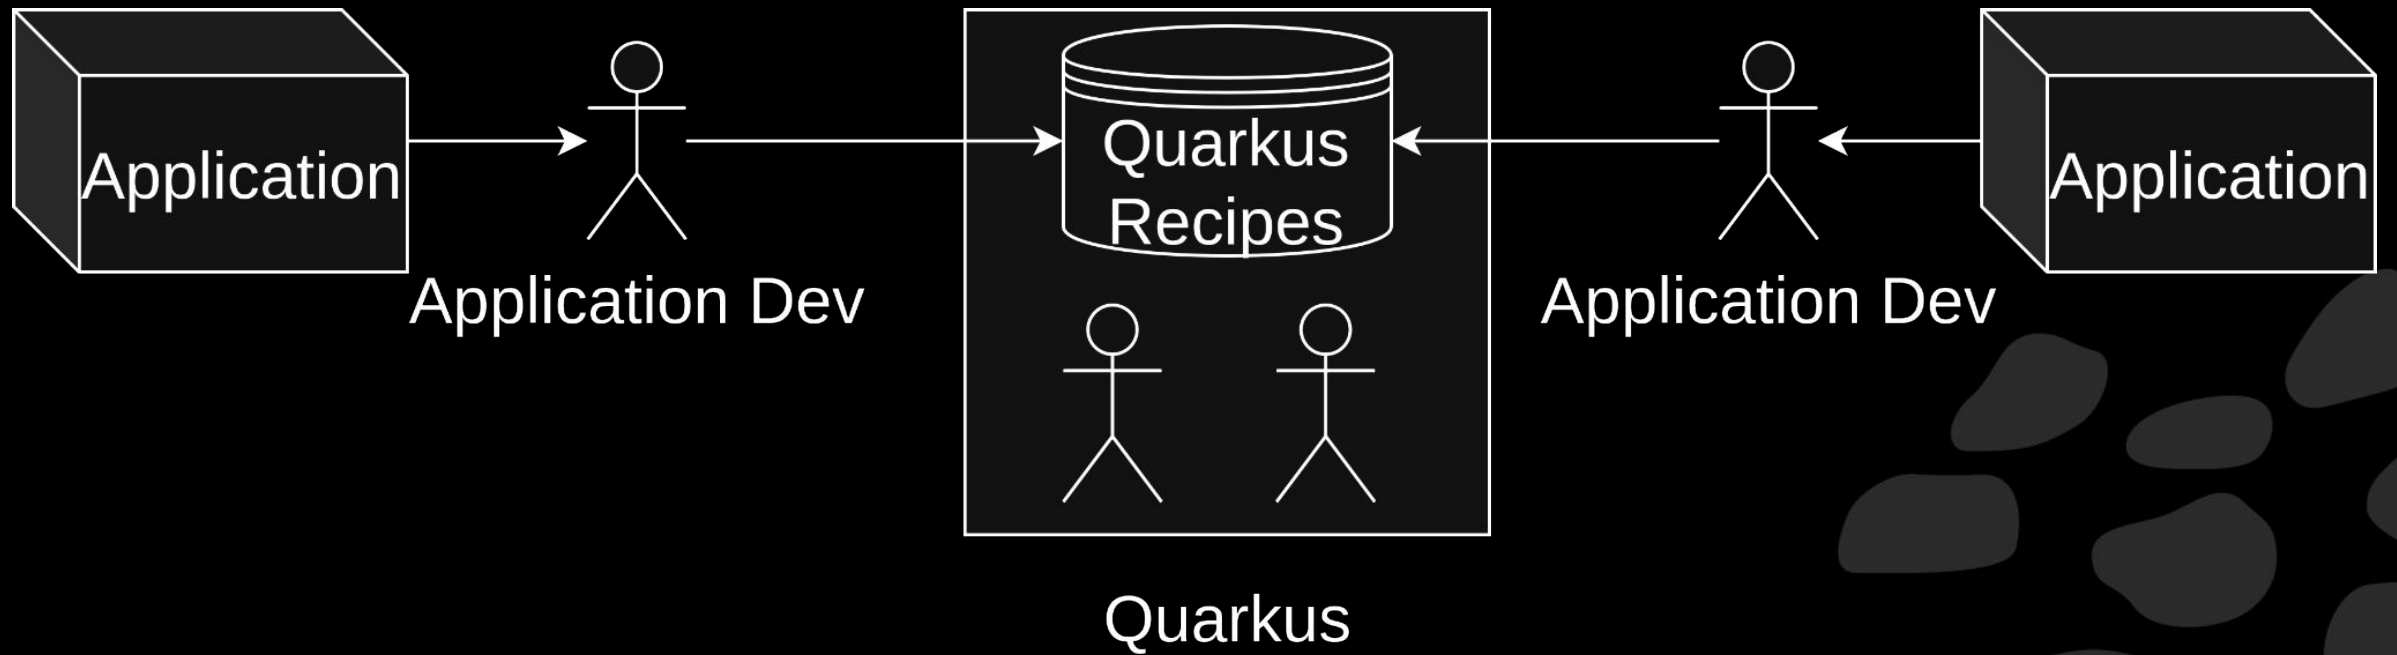 Application
Application Dev
Quarkus
Recipes
Application Dev
Application
Quarkus